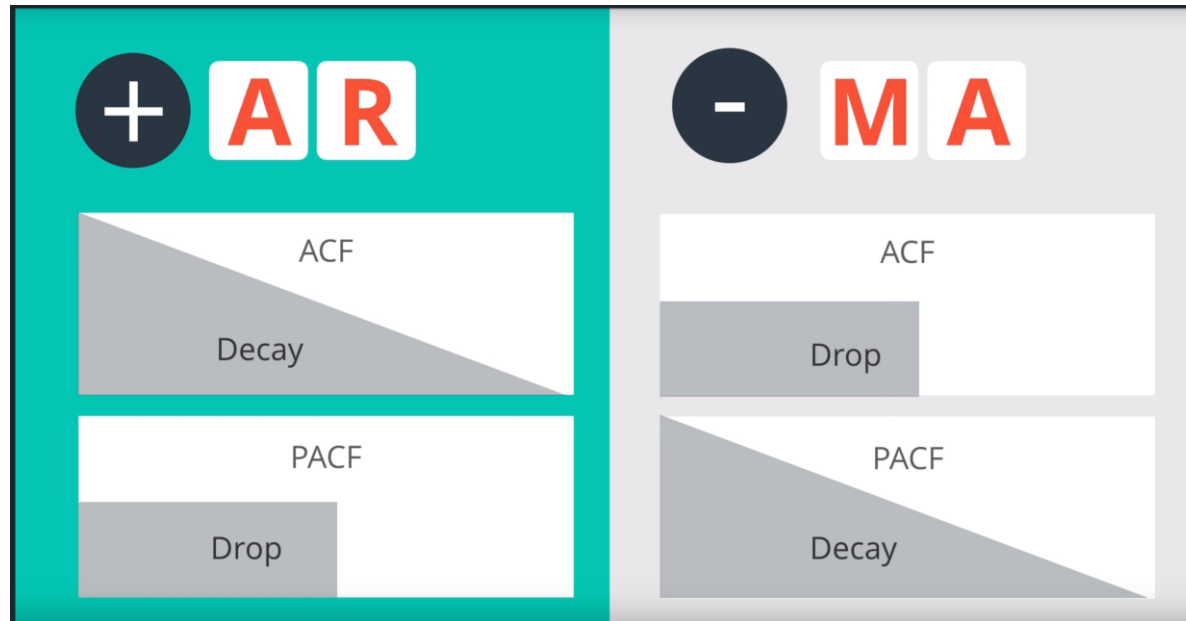 + AR
ACF
Decay
PACF
Drop
- MA
ACF
Drop
PACF
Decay